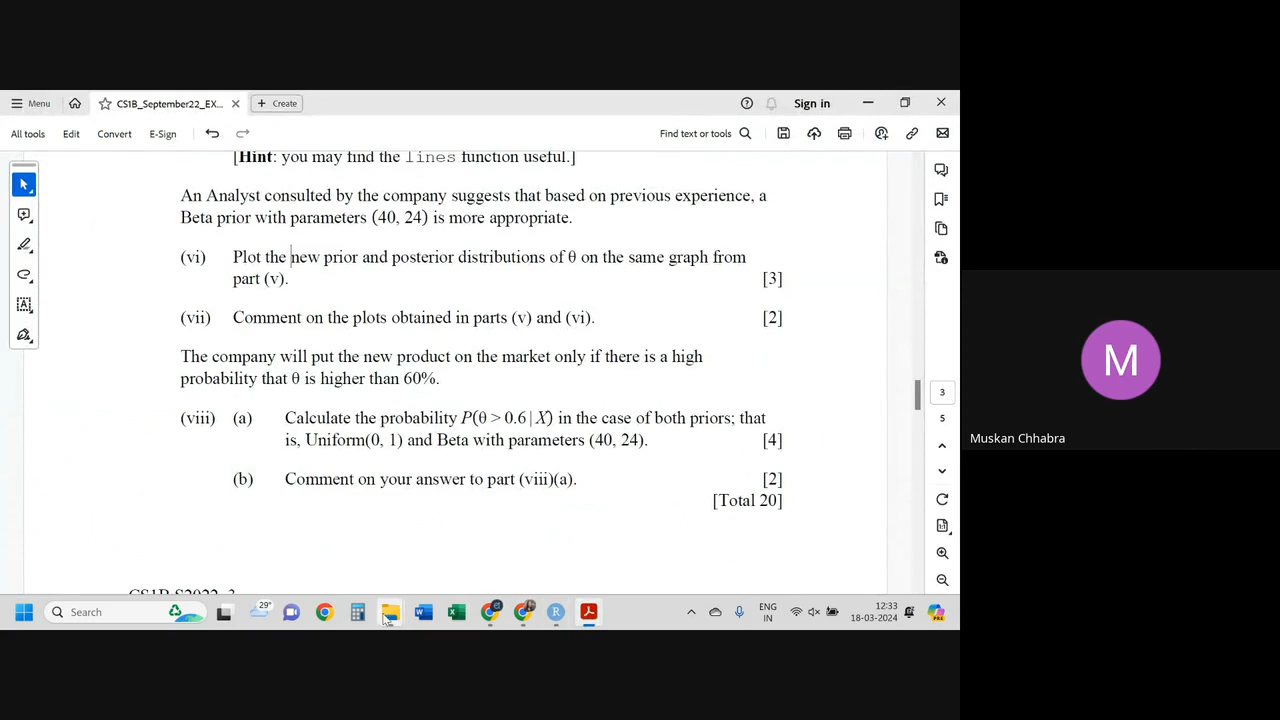 Menu
CS1B_September22_EX...
Create
Sign in
All tools
Edit
Convert
E-Sign
Find text or tools
[Hint: you may find the lines function useful.]
An Analyst consulted by the company suggests that based on previous experience, a
Beta prior with parameters (40, 24) is more appropriate.
(vi) Plot the new prior and posterior distributions of θ on the same graph from
part (v). [3]
(vii) Comment on the plots obtained in parts (v) and (vi). [2]
The company will put the new product on the market only if there is a high
probability that θ is higher than 60%.
(viii) (a) Calculate the probability P(θ > 0.6 | X) in the case of both priors; that
is, Uniform(0, 1) and Beta with parameters (40, 24). [4]
(b) Comment on your answer to part (viii)(a). [2]
[Total 20]
CS1B S2022–3
3
5
M
Muskan Chhabra
Search
29°
ENG
IN
12:33
18-03-2024